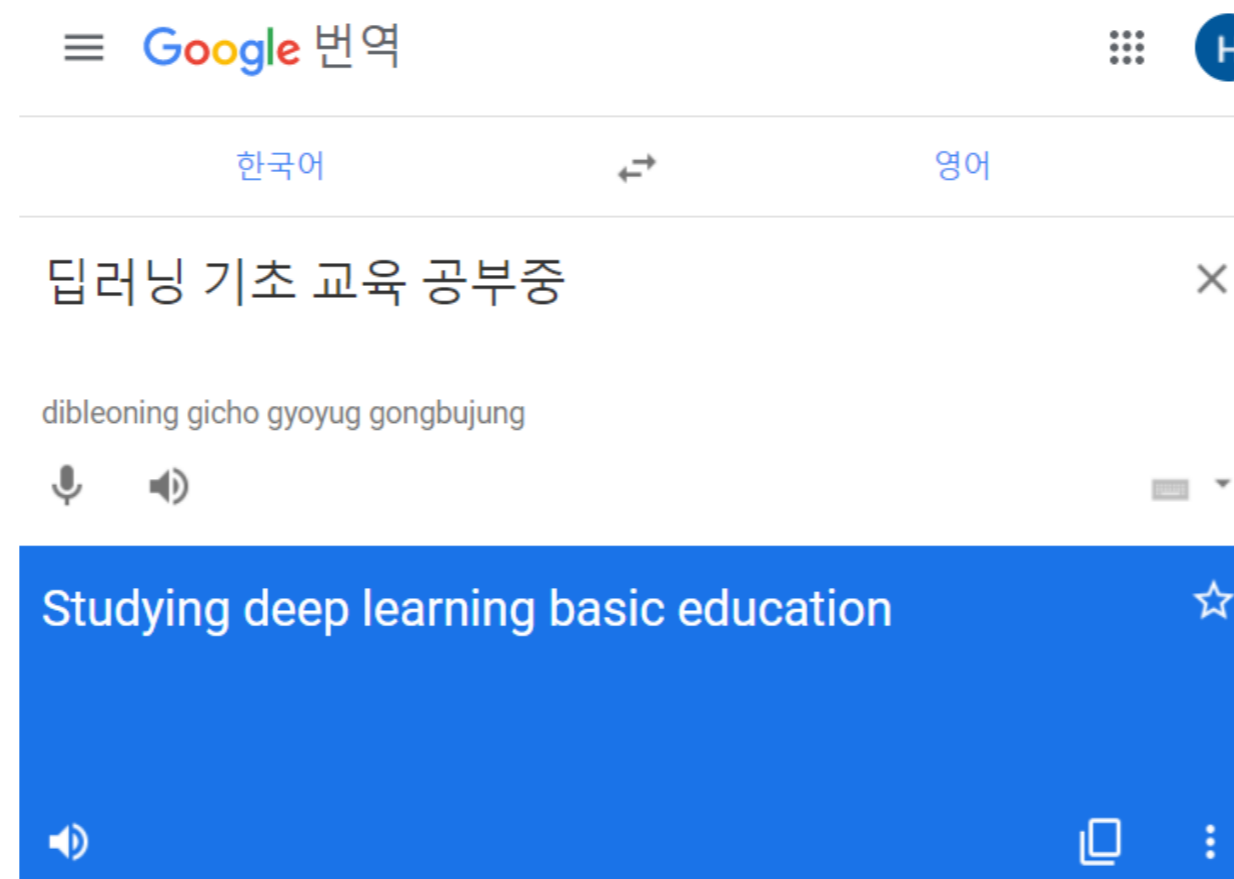 Google 번역
H
한국어 영어
딥러닝 기초 교육 공부중
dibleoning gicho gyoyug gongbujung
Studying deep learning basic education